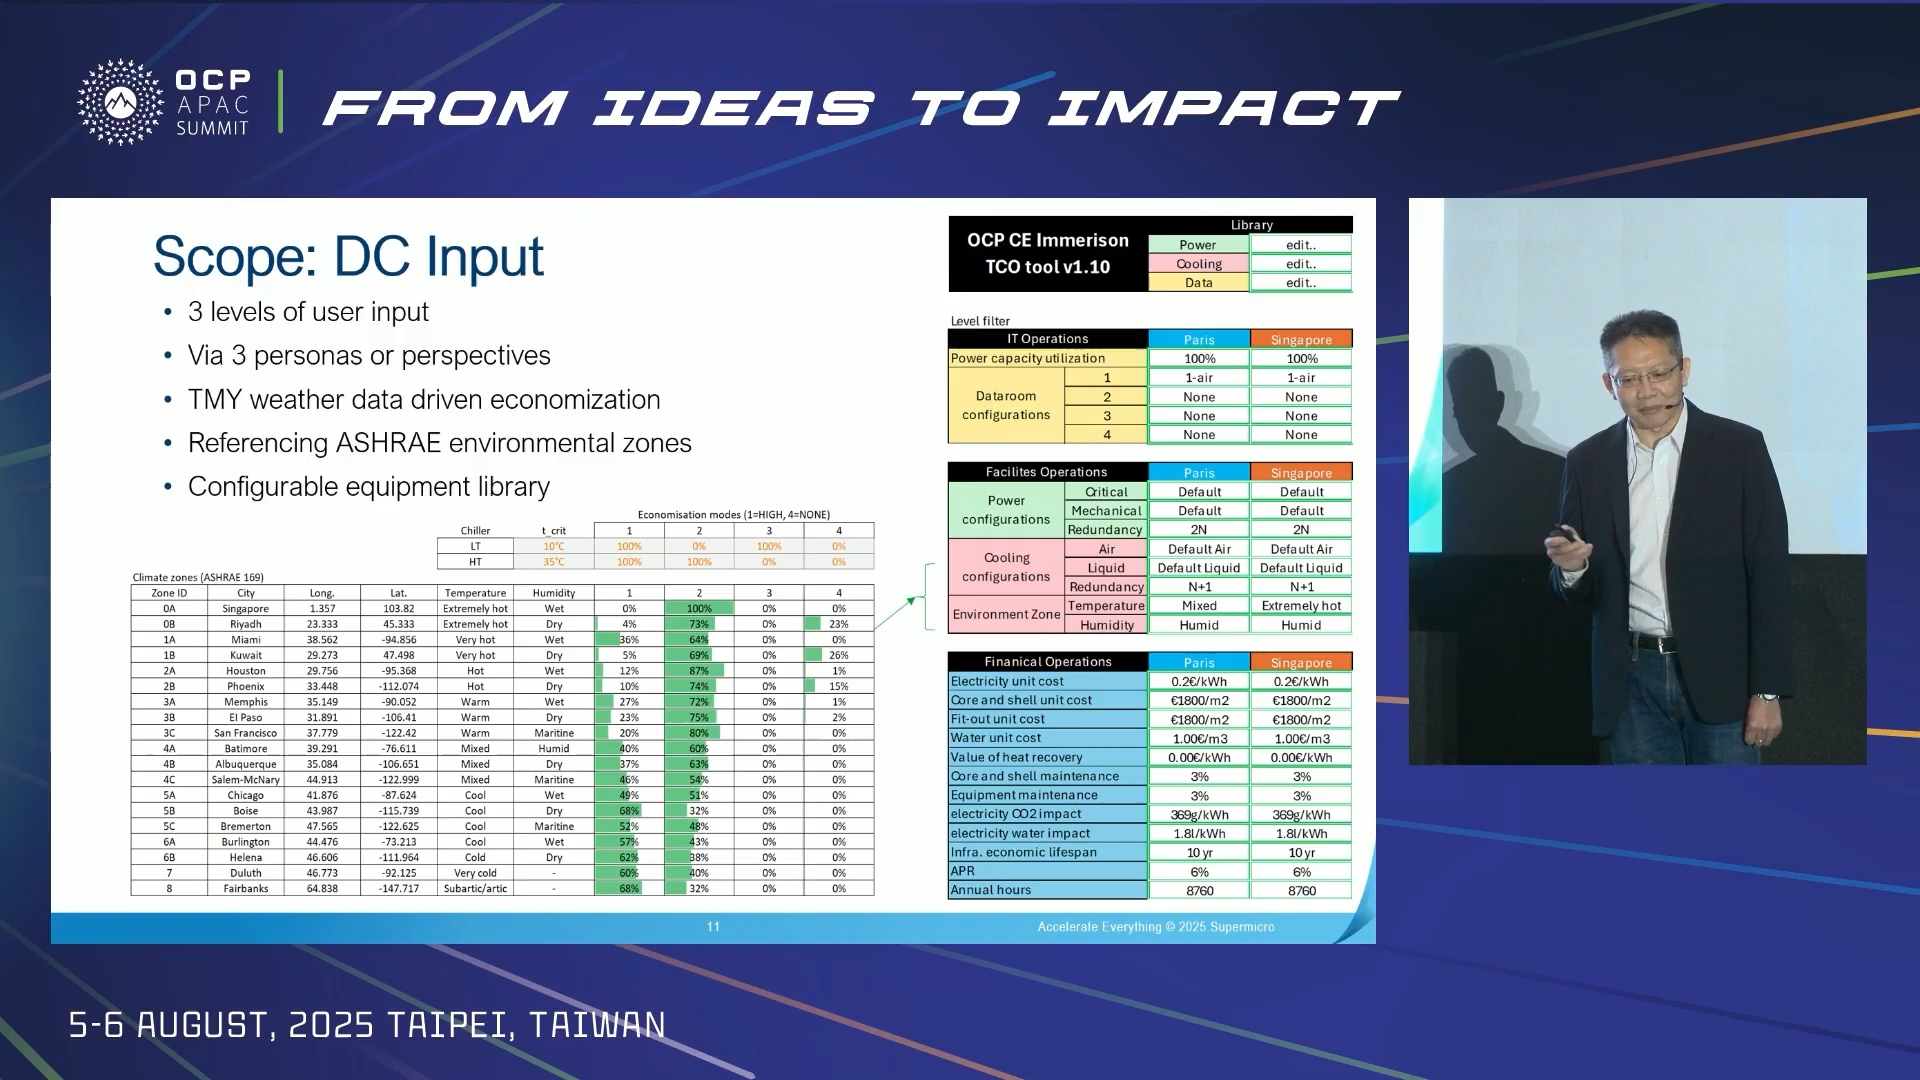 OCP
APAC
SUMMIT
FROM IDEAS TO IMPACT
Scope: DC Input
• 3 levels of user input
• Via 3 personas or perspectives
• TMY weather data driven economization
• Referencing ASHRAE environmental zones
• Configurable equipment library
Economisation modes (1=HIGH, 4=NONE)
Chiller t_crit 1 2 3 4
LT 10°C 100% 0% 100% 0%
HT 35°C 100% 100% 0% 0%
Climate zones (ASHRAE 169)
Zone ID City Long. Lat. Temperature Humidity 1 2 3 4
0A Singapore 1.357 103.82 Extremely hot Wet 0% 100% 0% 0%
0B Riyadh 23.333 45.333 Extremely hot Dry 4% 73% 0% 23%
1A Miami 38.562 -94.856 Very hot Wet 36% 64% 0% 0%
1B Kuwait 29.273 47.498 Very hot Dry 5% 69% 0% 26%
2A Houston 29.756 -95.368 Hot Wet 12% 87% 0% 1%
2B Phoenix 33.448 -112.074 Hot Dry 10% 74% 0% 15%
3A Memphis 35.149 -90.052 Warm Wet 27% 72% 0% 1%
3B El Paso 31.891 -106.41 Warm Dry 23% 75% 0% 2%
3C San Francisco 37.779 -122.42 Warm Maritine 20% 80% 0% 0%
4A Batimore 39.291 -76.611 Mixed Humid 40% 60% 0% 0%
4B Albuquerque 35.084 -106.651 Mixed Dry 37% 63% 0% 0%
4C Salem-McNary 44.913 -122.999 Mixed Maritine 46% 54% 0% 0%
5A Chicago 41.876 -87.624 Cool Wet 49% 51% 0% 0%
5B Boise 43.987 -115.739 Cool Dry 68% 32% 0% 0%
5C Bremerton 47.565 -122.625 Cool Maritine 52% 48% 0% 0%
6A Burlington 44.476 -73.213 Cool Wet 57% 43% 0% 0%
6B Helena 46.606 -111.964 Cold Dry 62% 38% 0% 0%
7 Duluth 46.773 -92.125 Very cold - 60% 40% 0% 0%
8 Fairbanks 64.838 -147.717 Subartic/artic - 68% 32% 0% 0%
OCP CE Immerison
TCO tool v1.10
Library
Power edit..
Cooling edit..
Data edit..
Level filter
IT Operations Paris Singapore
Power capacity utilization 100% 100%
Dataroom configurations
1 1-air 1-air
2 None None
3 None None
4 None None
Facilites Operations Paris Singapore
Power configurations
Critical Default Default
Mechanical Default Default
Redundancy 2N 2N
Cooling configurations
Air Default Air Default Air
Liquid Default Liquid Default Liquid
Redundancy N+1 N+1
Environment Zone
Temperature Mixed Extremely hot
Humidity Humid Humid
Finanical Operations Paris Singapore
Electricity unit cost 0.2€/kWh 0.2€/kWh
Core and shell unit cost €1800/m2 €1800/m2
Fit-out unit cost €1800/m2 €1800/m2
Water unit cost 1.00€/m3 1.00€/m3
Value of heat recovery 0.00€/kWh 0.00€/kWh
Core and shell maintenance 3% 3%
Equipment maintenance 3% 3%
electricity CO2 impact 369g/kWh 369g/kWh
electricity water impact 1.8l/kWh 1.8l/kWh
Infra. economic lifespan 10 yr 10 yr
APR 6% 6%
Annual hours 8760 8760
11
Accelerate Everything © 2025 Supermicro
5-6 AUGUST, 2025 TAIPEI, TAIWAN